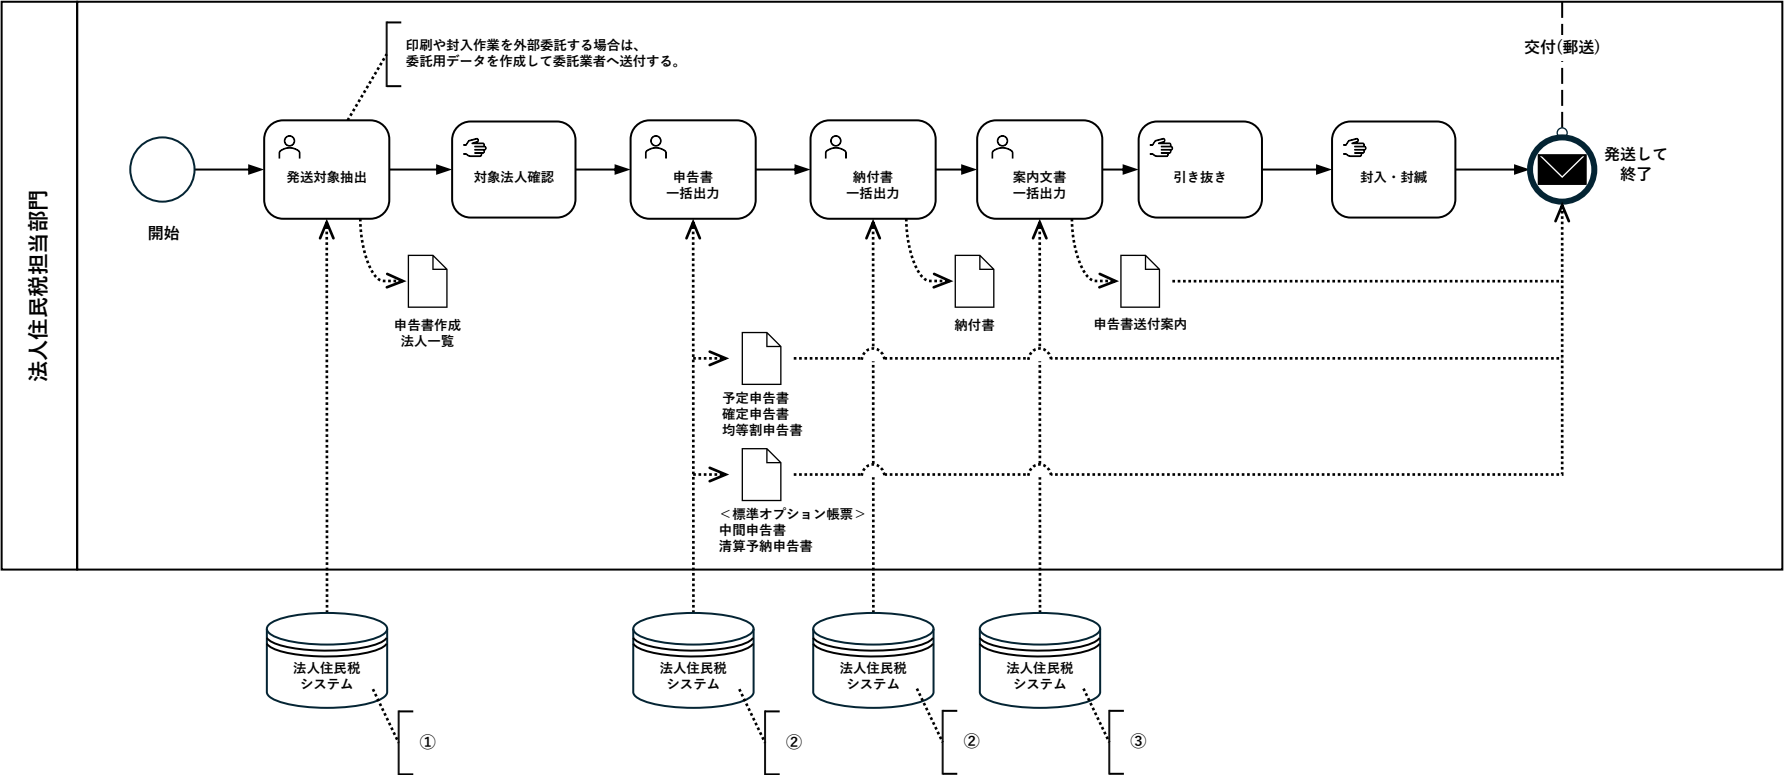 法人住民税担当部門
印刷や封入作業を外部委託する場合は、
委託用データを作成して委託業者へ送付する。
交付(郵送)
開始
発送対象抽出
対象法人確認
申告書
一括出力
納付書
一括出力
案内文書
一括出力
引き抜き
封入・封緘
発送して
終了
申告書作成
法人一覧
納付書
申告書送付案内
予定申告書
確定申告書
均等割申告書
＜標準オプション帳票＞
中間申告書
清算予納申告書
法人住民税
システム
法人住民税
システム
法人住民税
システム
法人住民税
システム
①
②
②
③